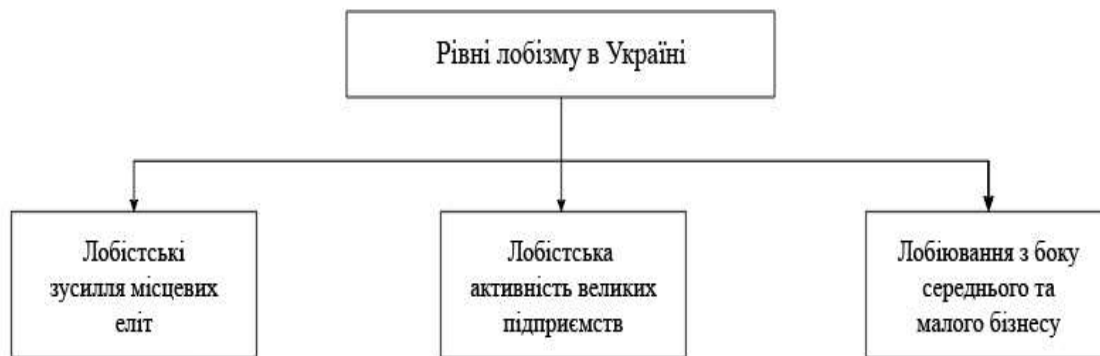 Рівні лобізму в Україні
Лобістські
зусилля місцевих
еліт
Лобістська
активність великих
підприємств
Лобіювання з боку
середнього та
малого бізнесу